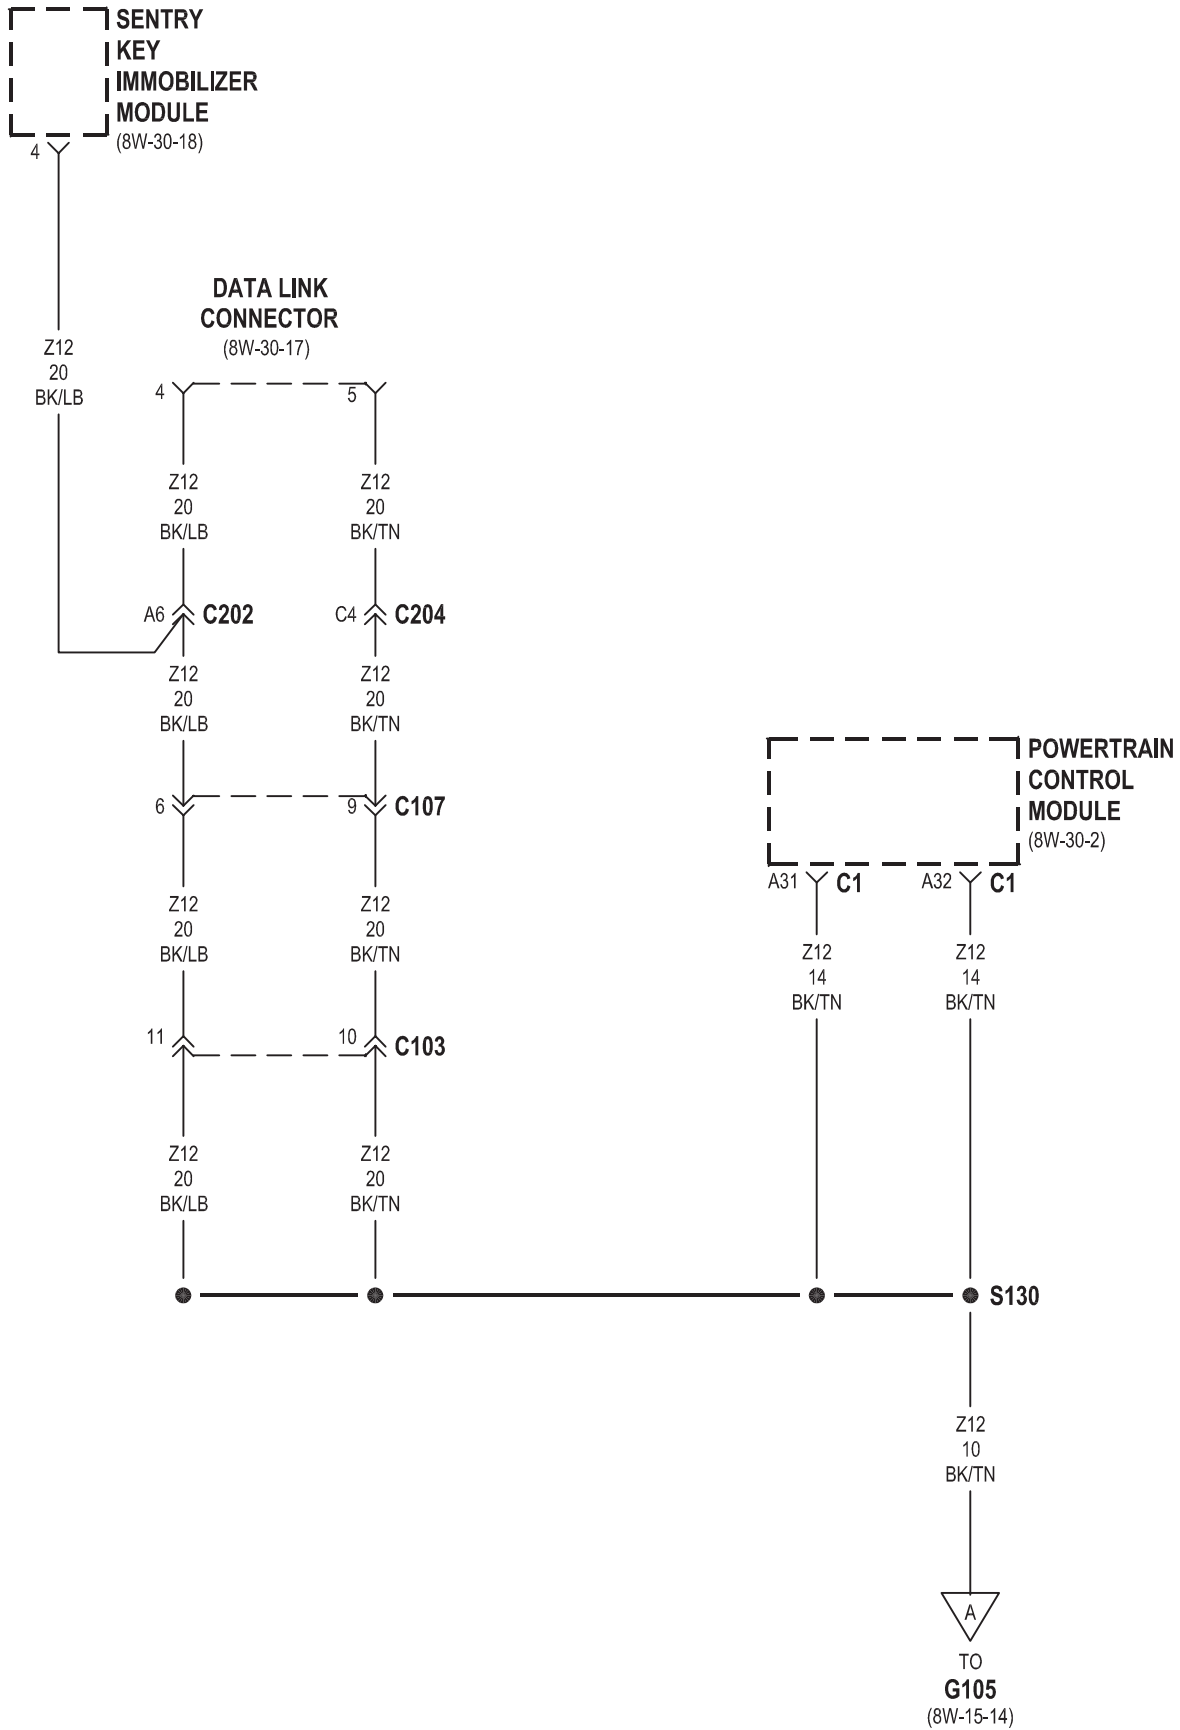 SENTRY
KEY
IMMOBILIZER
MODULE
(8W-30-18)
4
Z12
20
BK/LB
DATA LINK
CONNECTOR
(8W-30-17)
4
5
Z12
20
BK/LB
Z12
20
BK/TN
A6
C202
C4
C204
Z12
20
BK/LB
Z12
20
BK/TN
6
9
C107
Z12
20
BK/LB
Z12
20
BK/TN
11
10
C103
Z12
20
BK/LB
Z12
20
BK/TN
POWERTRAIN
CONTROL
MODULE
(8W-30-2)
A31
C1
A32
C1
Z12
14
BK/TN
Z12
14
BK/TN
S130
Z12
10
BK/TN
A
TO
G105
(8W-15-14)